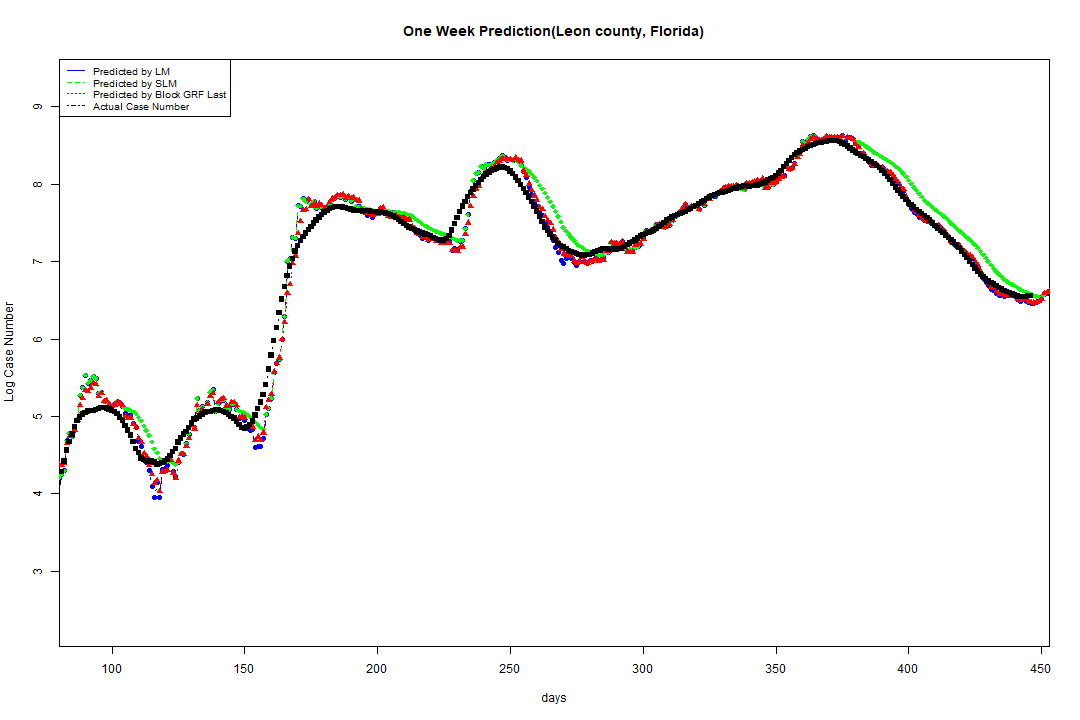 One Week Prediction(Leon county, Florida)
Predicted by LM
Predicted by SLM
Predicted by Block GRF Last
Actual Case Number
9
8
7
6
5
4
3
Log Case Number
100 150 200 250 300 350 400 450
days